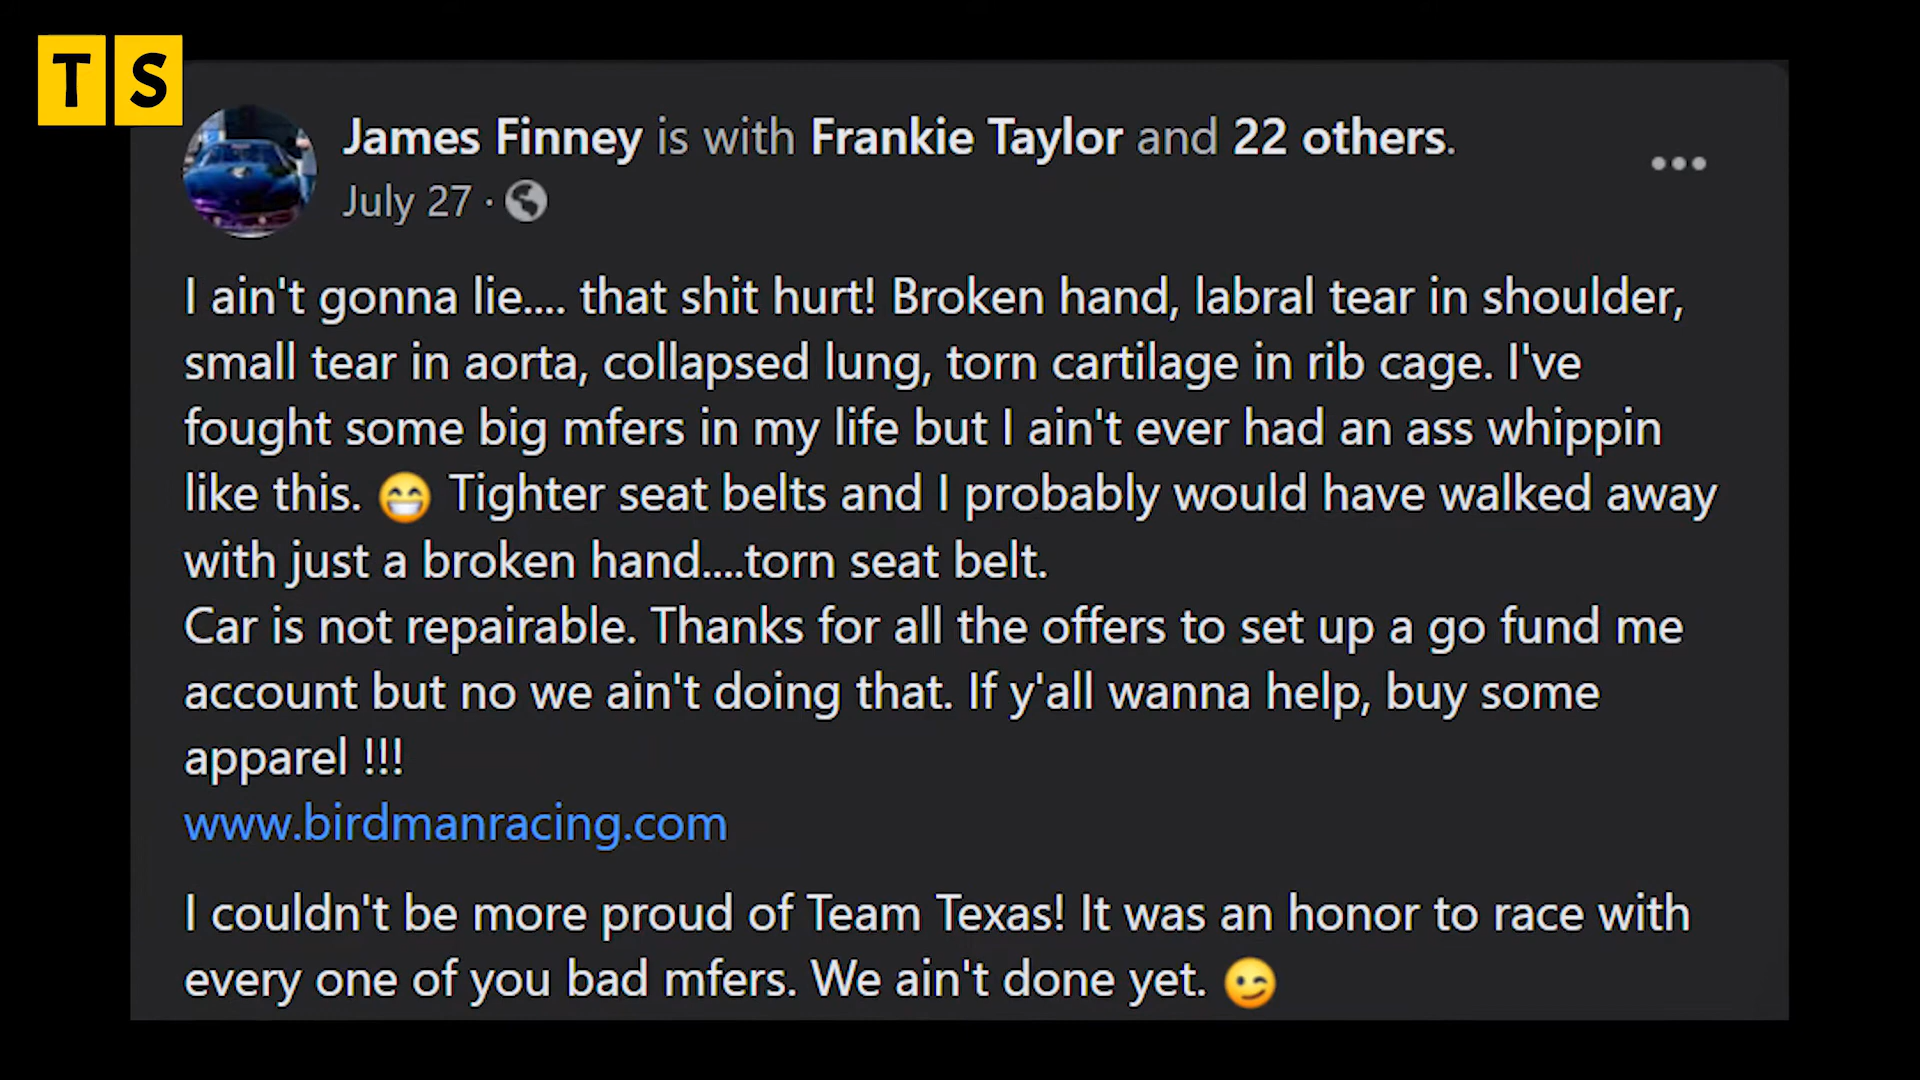 TS
James Finney is with Frankie Taylor and 22 others.
July 27 ·
I ain't gonna lie.... that shit hurt! Broken hand, labral tear in shoulder,
small tear in aorta, collapsed lung, torn cartilage in rib cage. I've
fought some big mfers in my life but I ain't ever had an ass whippin
like this. 😁 Tighter seat belts and I probably would have walked away
with just a broken hand....torn seat belt.
Car is not repairable. Thanks for all the offers to set up a go fund me
account but no we ain't doing that. If y'all wanna help, buy some
apparel !!!
www.birdmanracing.com
I couldn't be more proud of Team Texas! It was an honor to race with
every one of you bad mfers. We ain't done yet. 😉